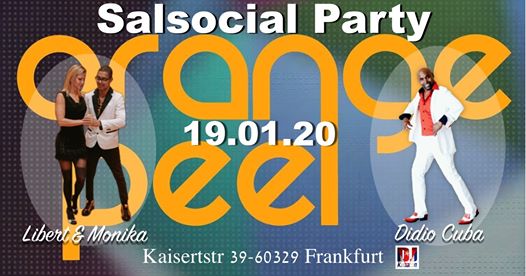 Salsocial Party
orange
19.01.20
peel
Libert & Monika
Didio Cuba
Kaisertstr 39-60329 Frankfurt